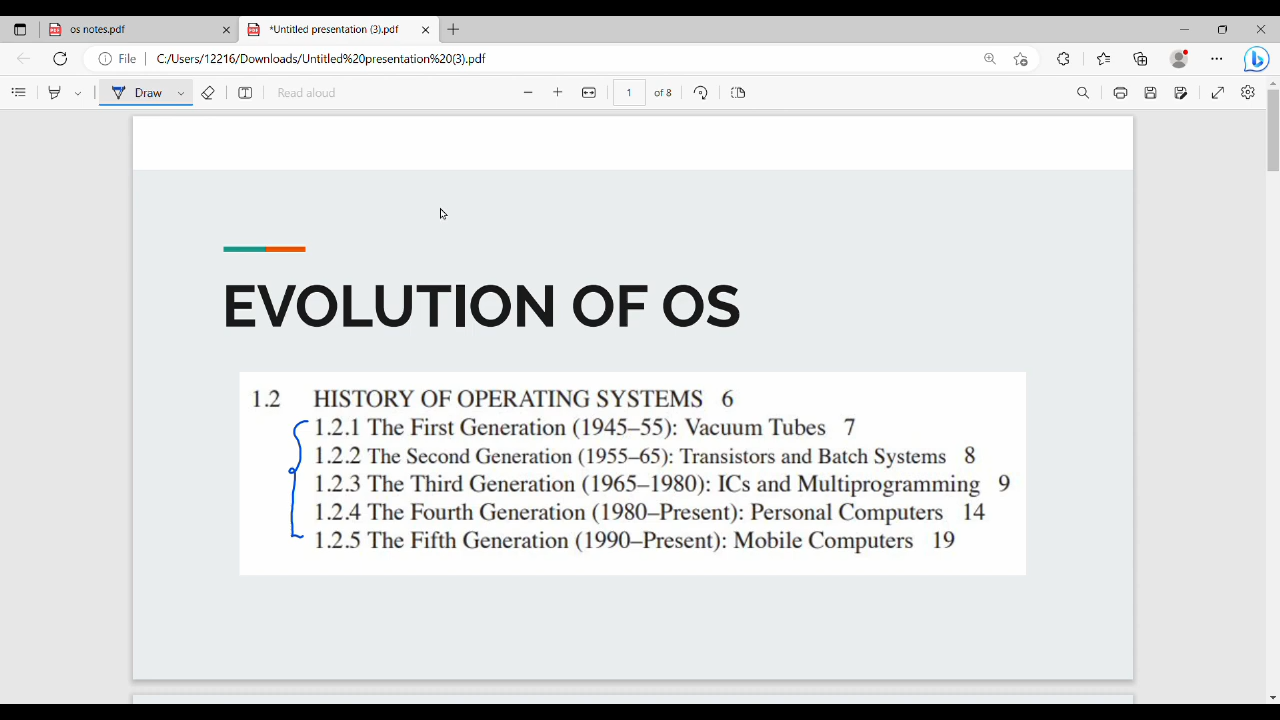 os notes.pdf
*Untitled presentation (3).pdf
File
C:/Users/12216/Downloads/Untitled%20presentation%20(3).pdf
Draw
Read aloud
1 of 8
EVOLUTION OF OS
1.2 HISTORY OF OPERATING SYSTEMS 6
1.2.1 The First Generation (1945–55): Vacuum Tubes 7
1.2.2 The Second Generation (1955–65): Transistors and Batch Systems 8
1.2.3 The Third Generation (1965–1980): ICs and Multiprogramming 9
1.2.4 The Fourth Generation (1980–Present): Personal Computers 14
1.2.5 The Fifth Generation (1990–Present): Mobile Computers 19